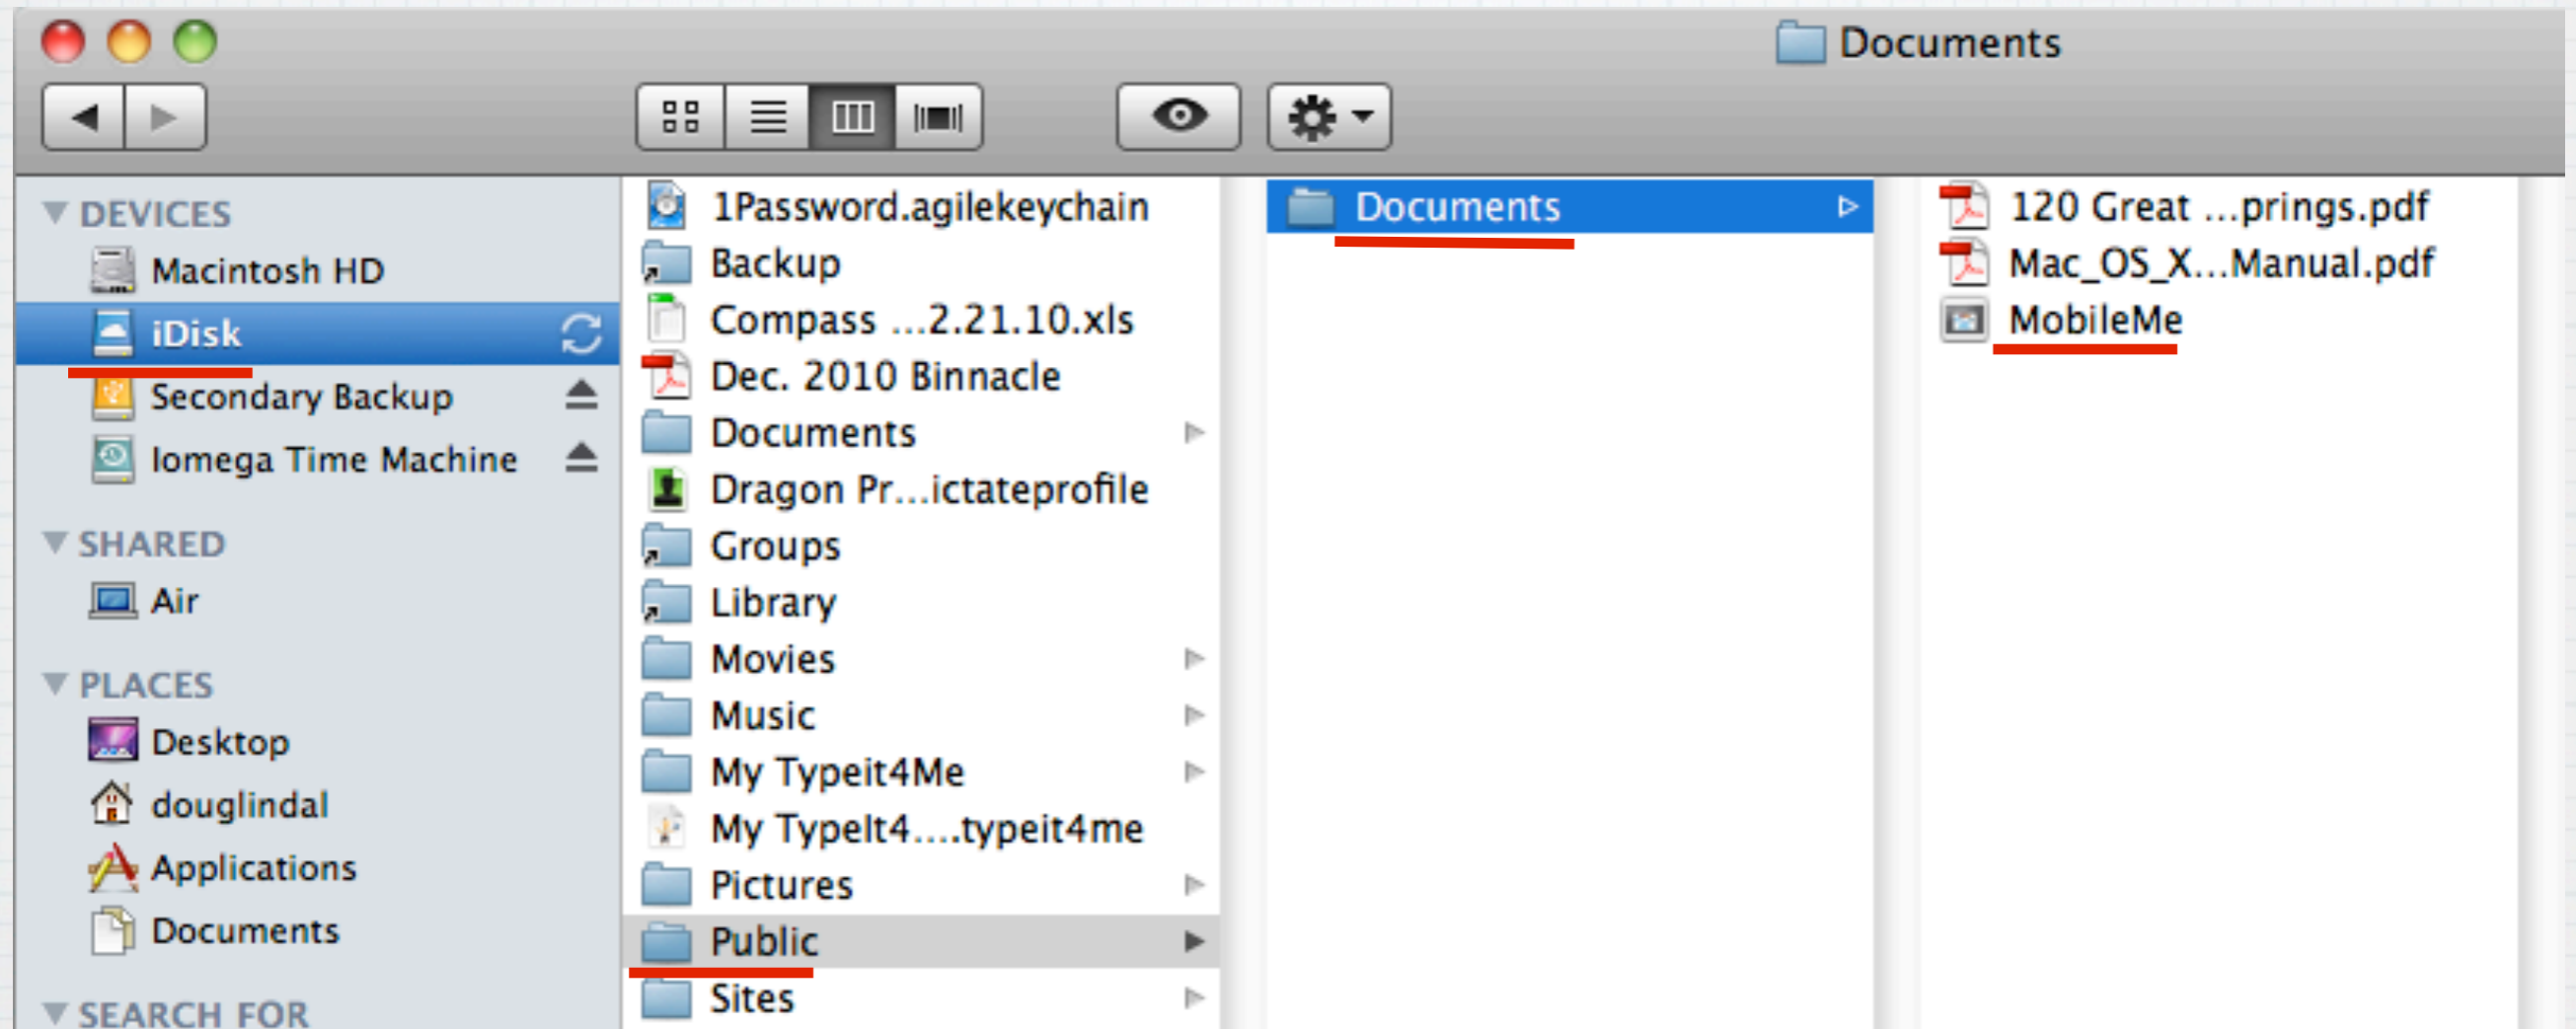 Documents
DEVICES
Macintosh HD
iDisk
Secondary Backup
Iomega Time Machine
SHARED
Air
PLACES
Desktop
douglindal
Applications
Documents
SEARCH FOR
1Password.agilekeychain
Backup
Compass ...2.21.10.xls
Dec. 2010 Binnacle
Documents
Dragon Pr...ictateprofile
Groups
Library
Movies
Music
My Typeit4Me
My TypeIt4....typeit4me
Pictures
Public
Sites
Documents
120 Great ...prings.pdf
Mac_OS_X...Manual.pdf
MobileMe